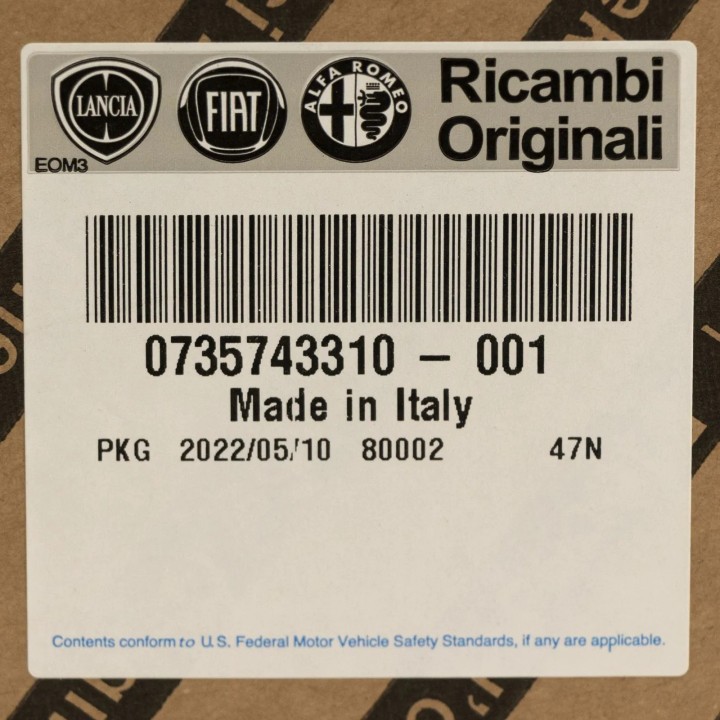 LANCIA
FIAT
ALFA ROMEO
Ricambi
Originali
EOM3
0735743310 – 001
Made in Italy
PKG 2022/05/10 80002 47N
Contents conform to U.S. Federal Motor Vehicle Safety Standards, if any are applicable.